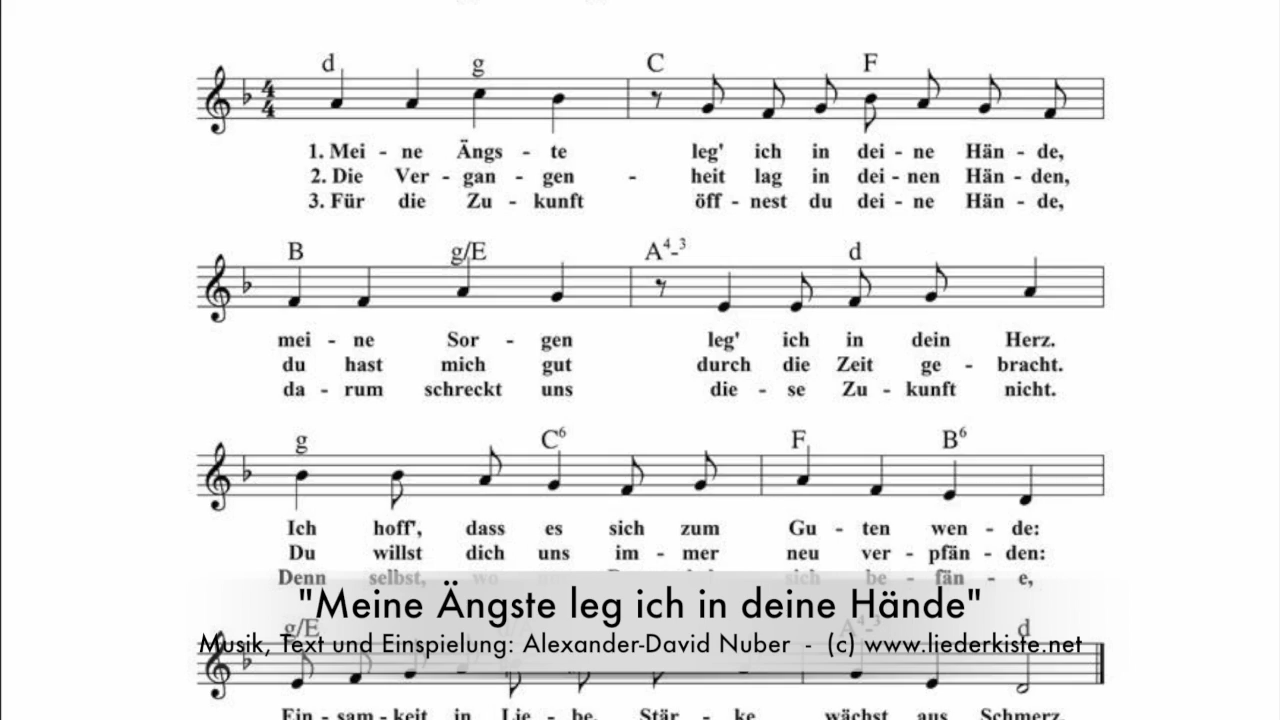 d g C F
1. Mei - ne Ängs - te leg' ich in dei - ne Hän - de,
2. Die Ver - gan - gen - heit lag in dei - nen Hän - den,
3. Für die Zu - kunft öff - nest du dei - ne Hän - de,
B g/E A4-3 d
mei - ne Sor - gen leg' ich in dein Herz.
du hast mich gut durch die Zeit ge - bracht.
da - rum schreckt uns die - se Zu - kunft nicht.
g C6 F B6
Ich hoff', dass es sich zum Gu - ten wen - de:
Du willst dich uns im - mer neu ver - pfän - den:
Denn selbst, wo sich be - fän - e,
"Meine Ängste leg ich in deine Hände"
g/E A4-3 d
Musik, Text und Einspielung: Alexander-David Nuber - (c) www.liederkiste.net
Ein - sam - keit in Lie - be, Stär - ke wächst aus Schmerz.